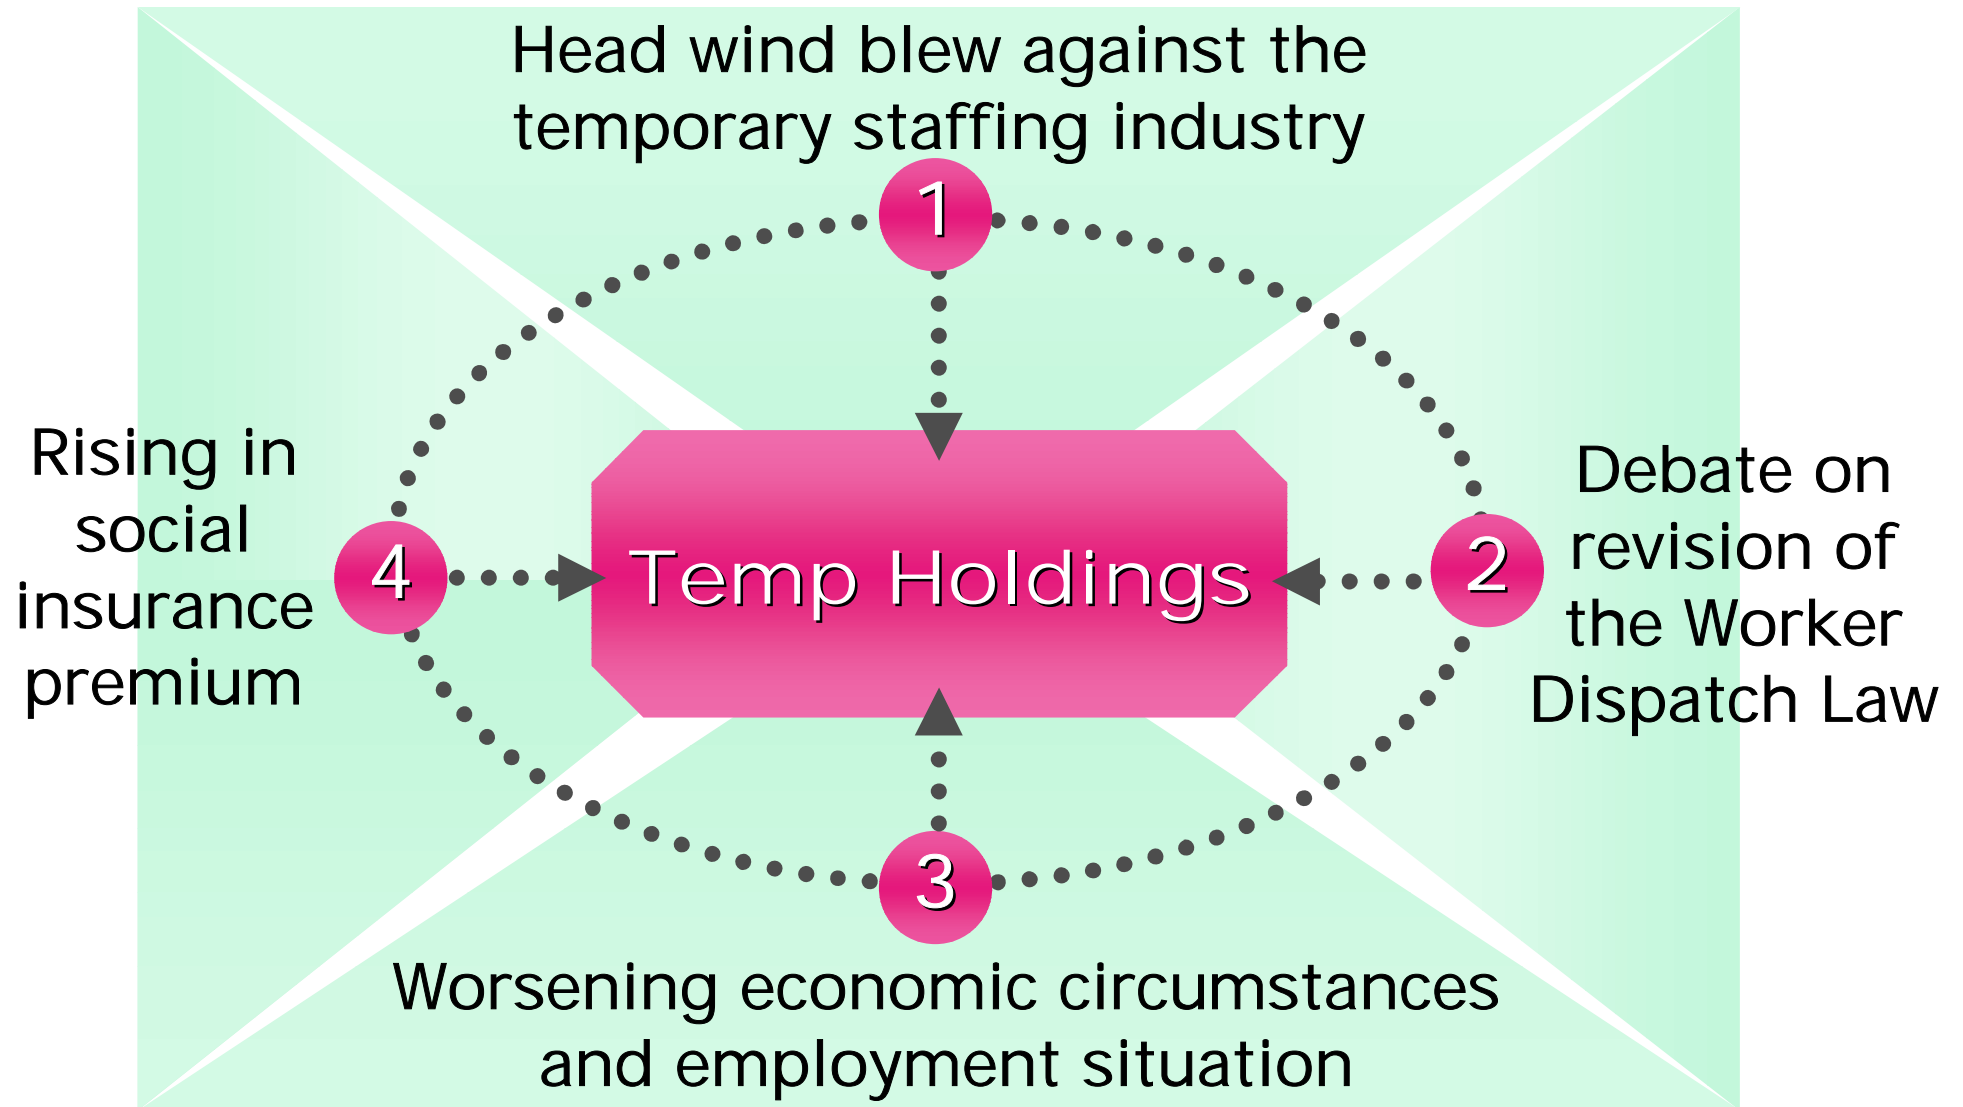 Head wind blew against the
temporary staffing industry
1
Rising in
social
insurance
premium
4
Temp Holdings
2
Debate on
revision of
the Worker
Dispatch Law
3
Worsening economic circumstances
and employment situation